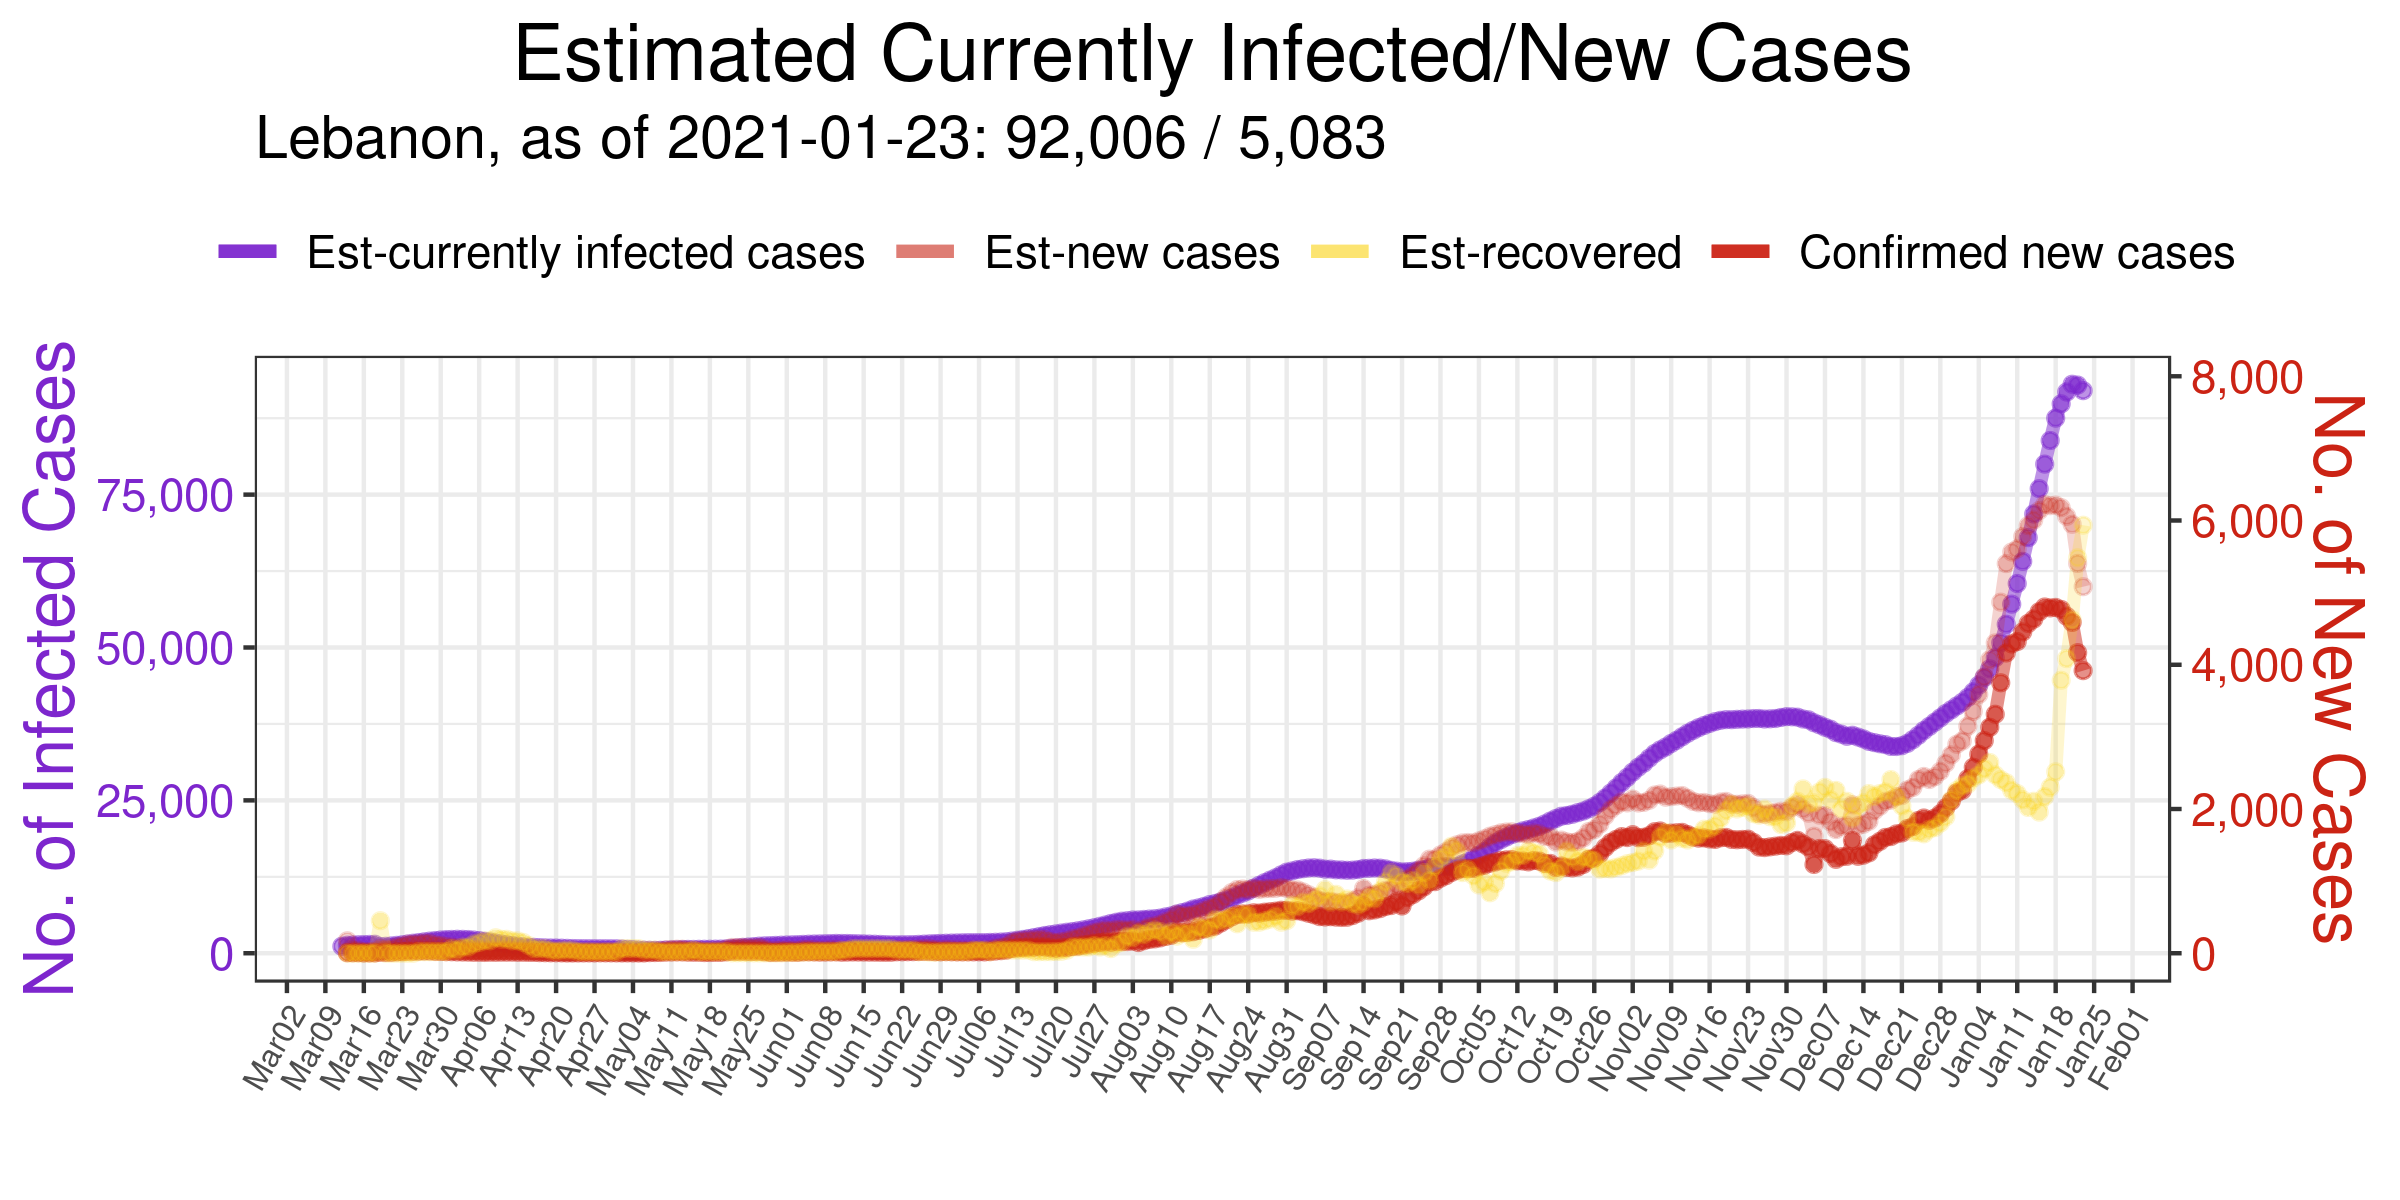 Estimated Currently Infected/New Cases
Lebanon, as of 2021-01-23: 92,006 / 5,083
Est-currently infected cases Est-new cases Est-recovered Confirmed new cases
No. of Infected Cases
75,000
50,000
25,000
0
8,000
6,000
4,000
2,000
0
No. of New Cases
Mar02 Mar09 Mar16 Mar23 Mar30 Apr06 Apr13 Apr20 Apr27 May04 May11 May18 May25 Jun01 Jun08 Jun15 Jun22 Jun29 Jul06 Jul13 Jul20 Jul27 Aug03 Aug10 Aug17 Aug24 Aug31 Sep07 Sep14 Sep21 Sep28 Oct05 Oct12 Oct19 Oct26 Nov02 Nov09 Nov16 Nov23 Nov30 Dec07 Dec14 Dec21 Dec28 Jan04 Jan11 Jan18 Jan25 Feb01